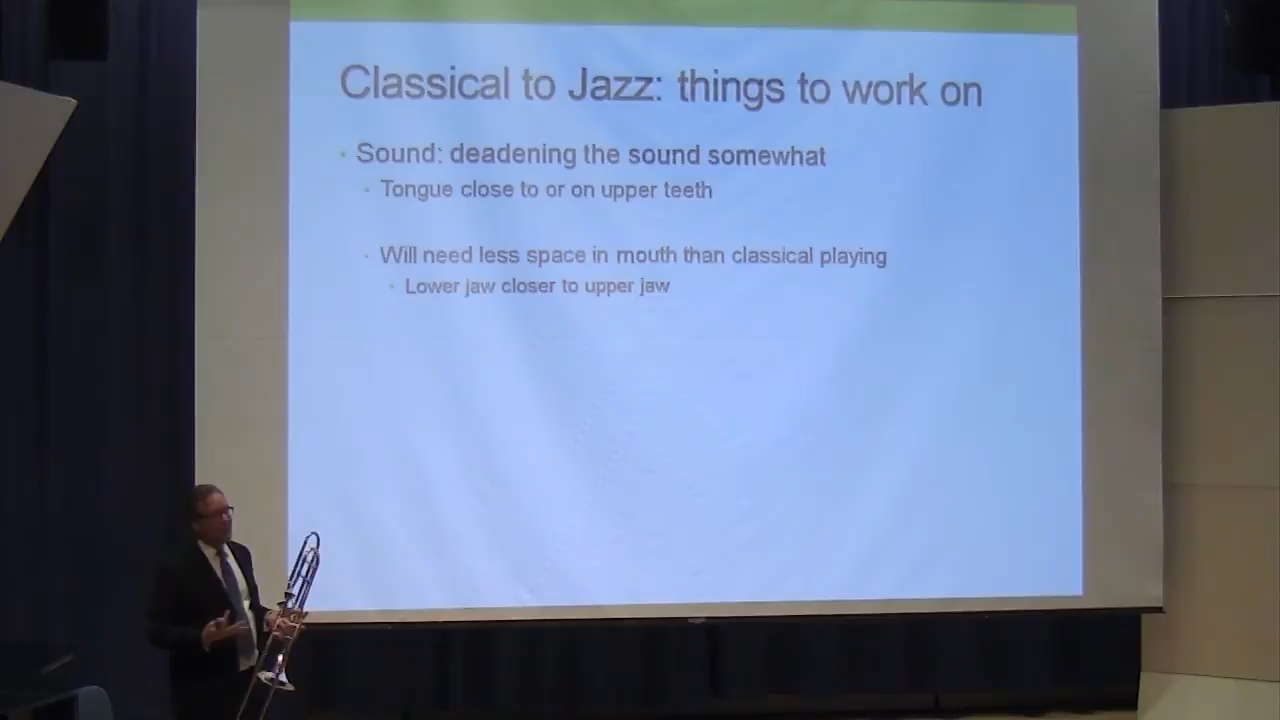 Classical to Jazz: things to work on
Sound: deadening the sound somewhat
Tongue close to or on upper teeth
Will need less space in mouth than classical playing
Lower jaw closer to upper jaw